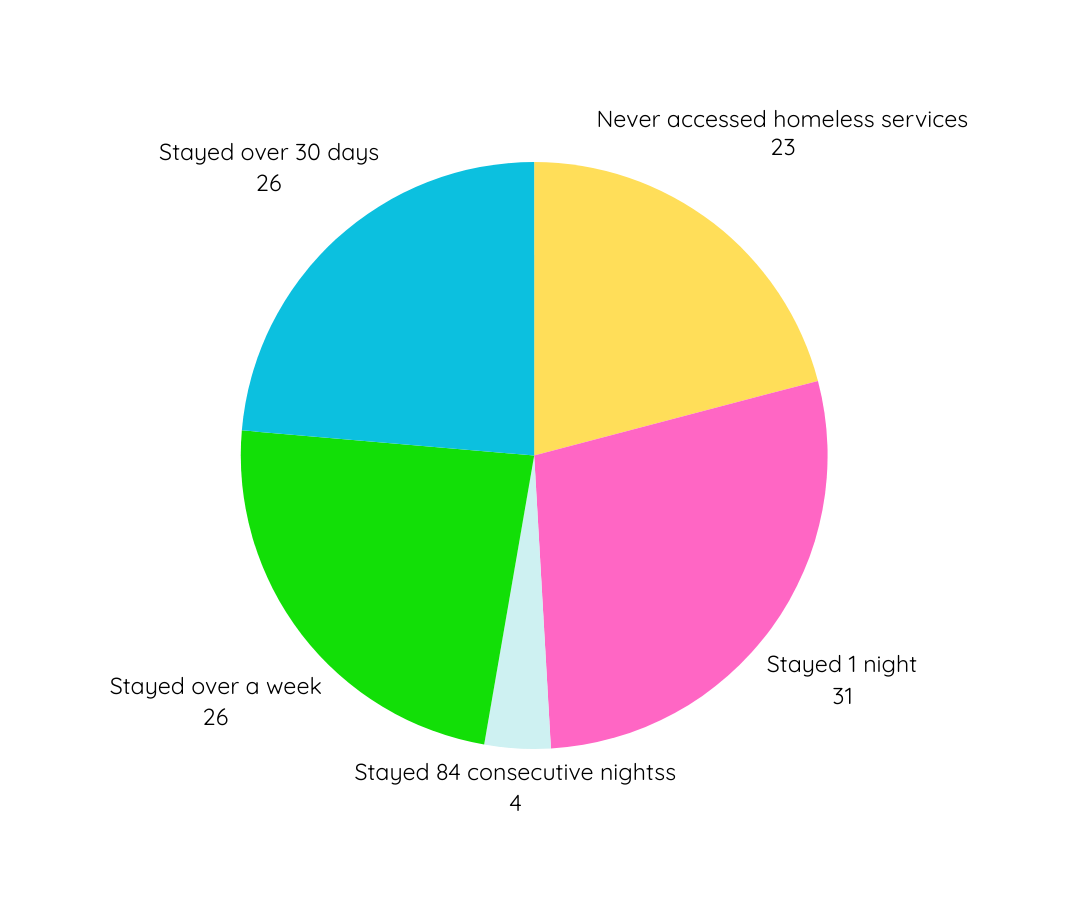 Never accessed homeless services
23
Stayed over 30 days
26
Stayed 1 night
31
Stayed over a week
26
Stayed 84 consecutive nightss
4